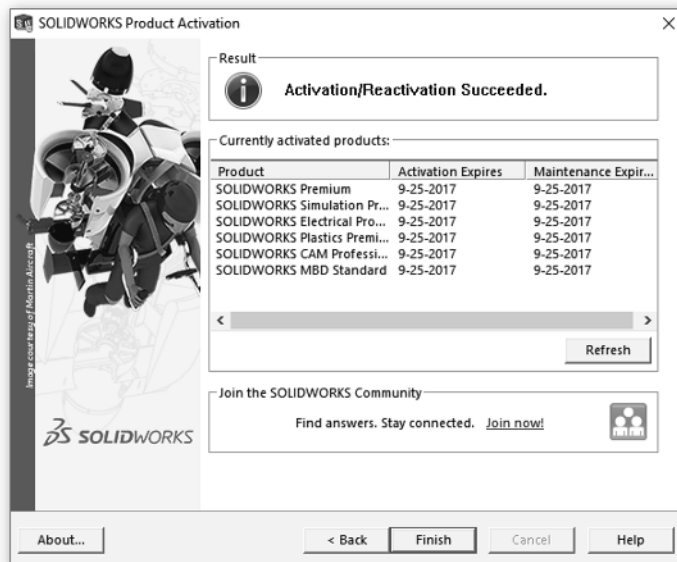 SOLIDWORKS Product Activation
Result
Activation/Reactivation Succeeded.
Currently activated products:
Product Activation Expires Maintenance Expir...
SOLIDWORKS Premium 9-25-2017 9-25-2017
SOLIDWORKS Simulation Pr... 9-25-2017 9-25-2017
SOLIDWORKS Electrical Pro... 9-25-2017 9-25-2017
SOLIDWORKS Plastics Premi... 9-25-2017 9-25-2017
SOLIDWORKS CAM Professi... 9-25-2017 9-25-2017
SOLIDWORKS MBD Standard 9-25-2017 9-25-2017
Refresh
Join the SOLIDWORKS Community
Find answers. Stay connected. Join now!
Image courtesy of Martin Aircraft
SOLIDWORKS
About... < Back Finish Cancel Help